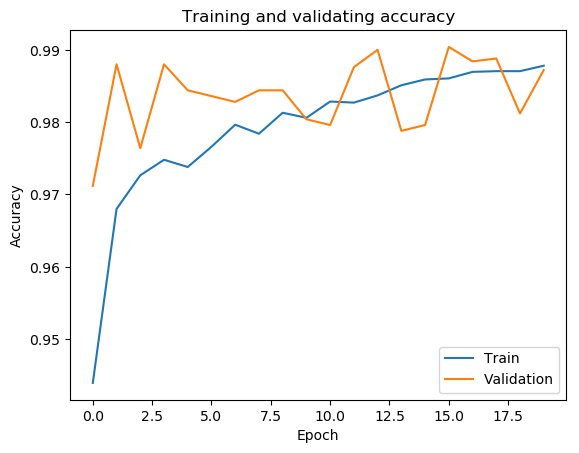 Training and validating accuracy
0.99
0.98
0.97
0.96
0.95
Accuracy
Train
Validation
0.0 2.5 5.0 7.5 10.0 12.5 15.0 17.5
Epoch